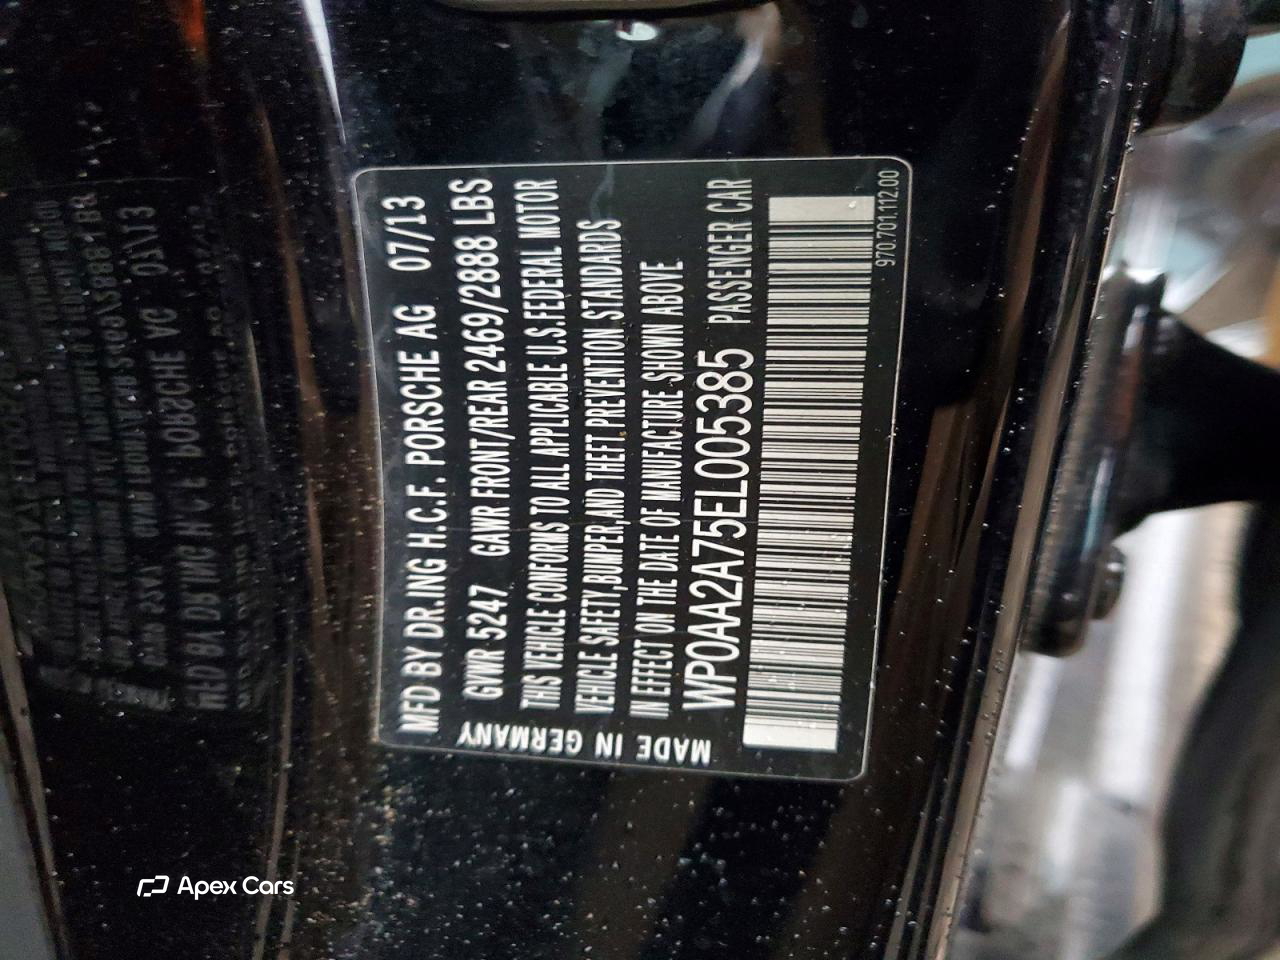 MFD BY DR.ING H.C.F. PORSCHE AG 07/13
GVWR 5247 GAWR FRONT/REAR 2469/2888 LBS
THIS VEHICLE CONFORMS TO ALL APPLICABLE U.S.FEDERAL MOTOR
VEHICLE SAFETY,BUMPER,AND THEFT PREVENTION STANDARDS
IN EFFECT ON THE DATE OF MANUFACTURE SHOWN ABOVE.
WP0AA2A75EL005385 PASSENGER CAR
970.701.112.00
MADE IN GERMANY
Apex Cars